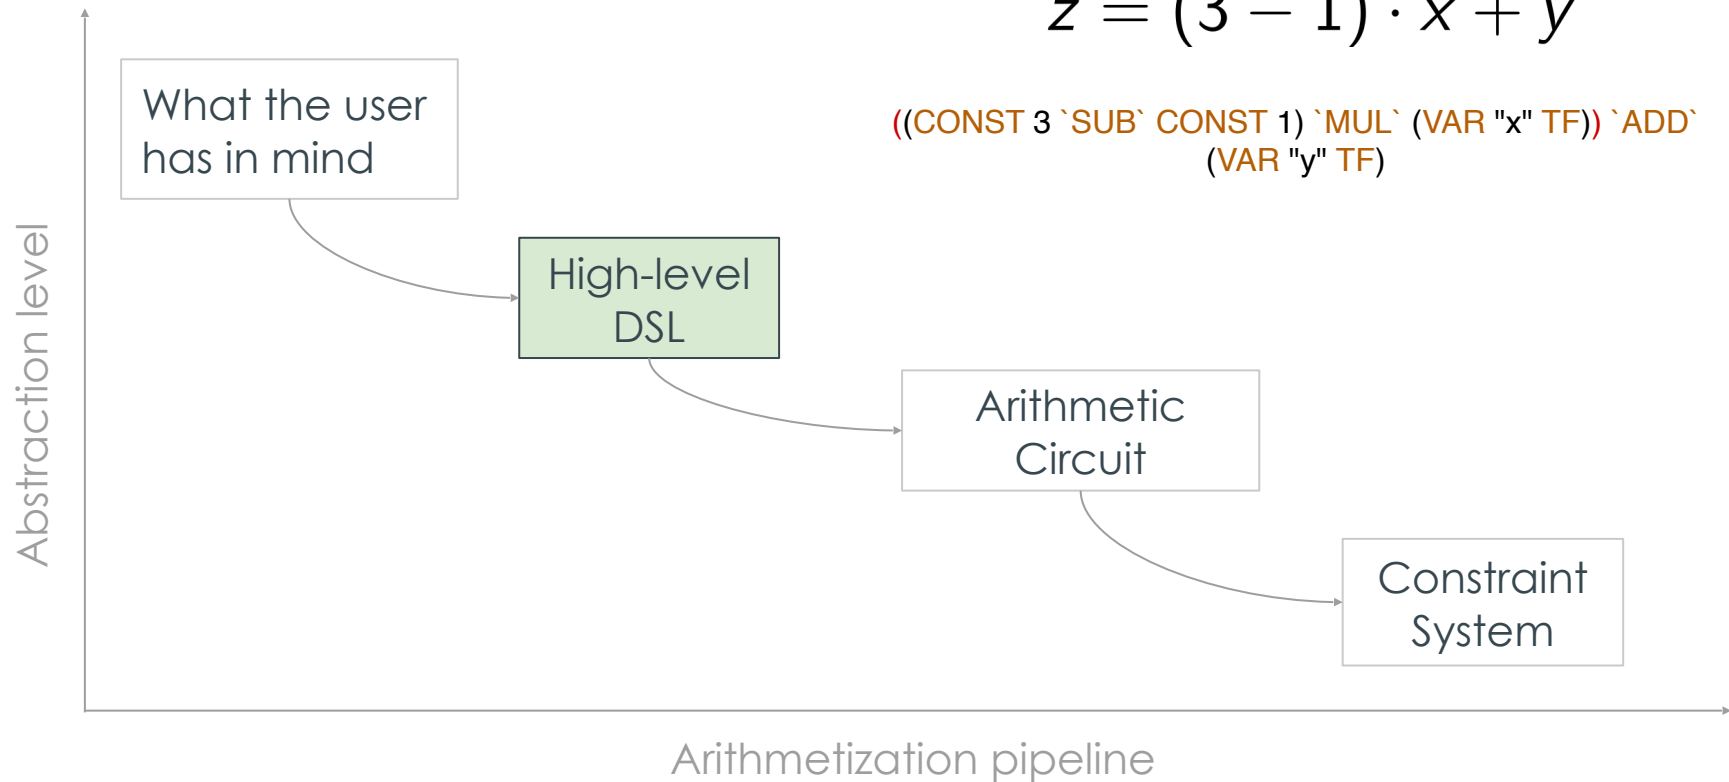 z = (3 − 1) · x + y
What the user
has in mind
((CONST 3 `SUB` CONST 1) `MUL` (VAR "x" TF)) `ADD`
(VAR "y" TF)
High-level
DSL
Arithmetic
Circuit
Constraint
System
Abstraction level
Arithmetization pipeline